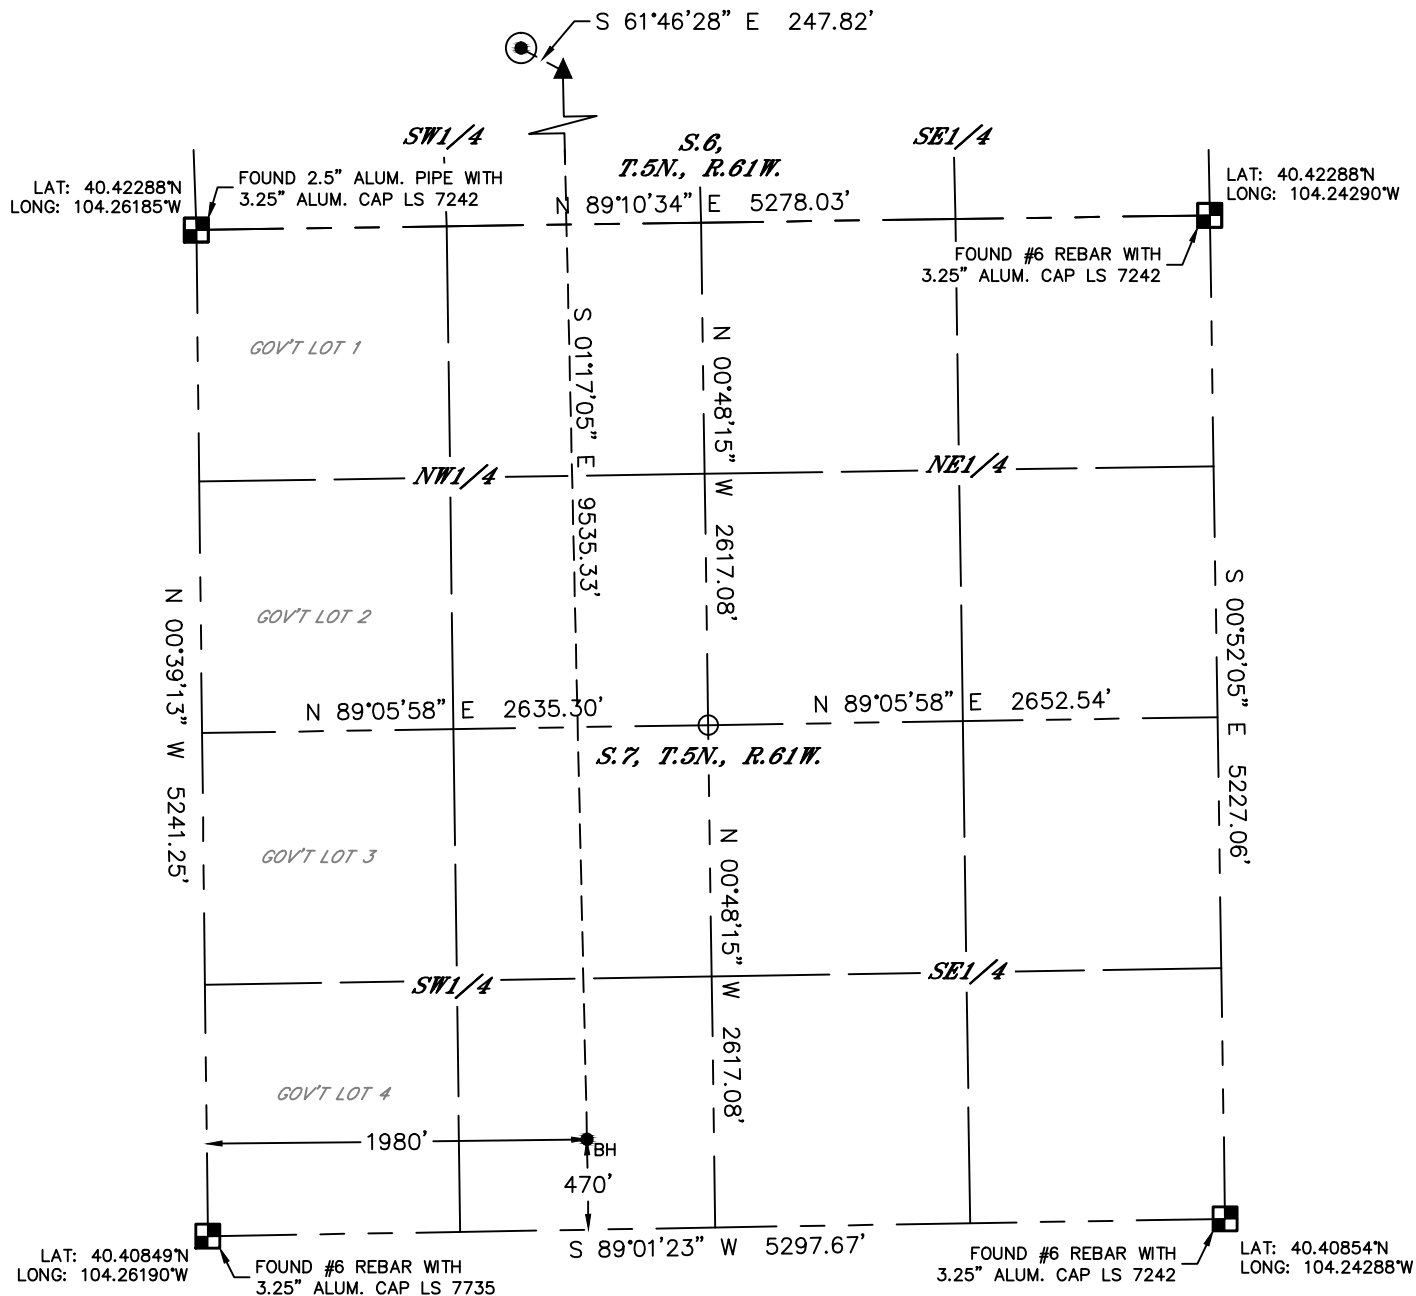 S 61°46'28" E 247.82'
SW1/4
S.6,
T.5N., R.61W.
SE1/4
LAT: 40.42288°N
LONG: 104.26185°W
FOUND 2.5" ALUM. PIPE WITH
3.25" ALUM. CAP LS 7242
N 89°10'34" E 5278.03'
LAT: 40.42288°N
LONG: 104.24290°W
FOUND #6 REBAR WITH
3.25" ALUM. CAP LS 7242
GOV'T LOT 1
S 01°17'05" E 9535.33'
N 00°48'15" W 2617.08'
NW1/4
NE1/4
GOV'T LOT 2
N 00°39'13" W 5241.25'
S 00°52'05" E 5227.06'
N 89°05'58" E 2635.30'
N 89°05'58" E 2652.54'
S.7, T.5N., R.61W.
GOV'T LOT 3
N 00°48'15" W 2617.08'
SW1/4
SE1/4
GOV'T LOT 4
1980'
BH
470'
S 89°01'23" W 5297.67'
LAT: 40.40849°N
LONG: 104.26190°W
FOUND #6 REBAR WITH
3.25" ALUM. CAP LS 7735
FOUND #6 REBAR WITH
3.25" ALUM. CAP LS 7242
LAT: 40.40854°N
LONG: 104.24288°W